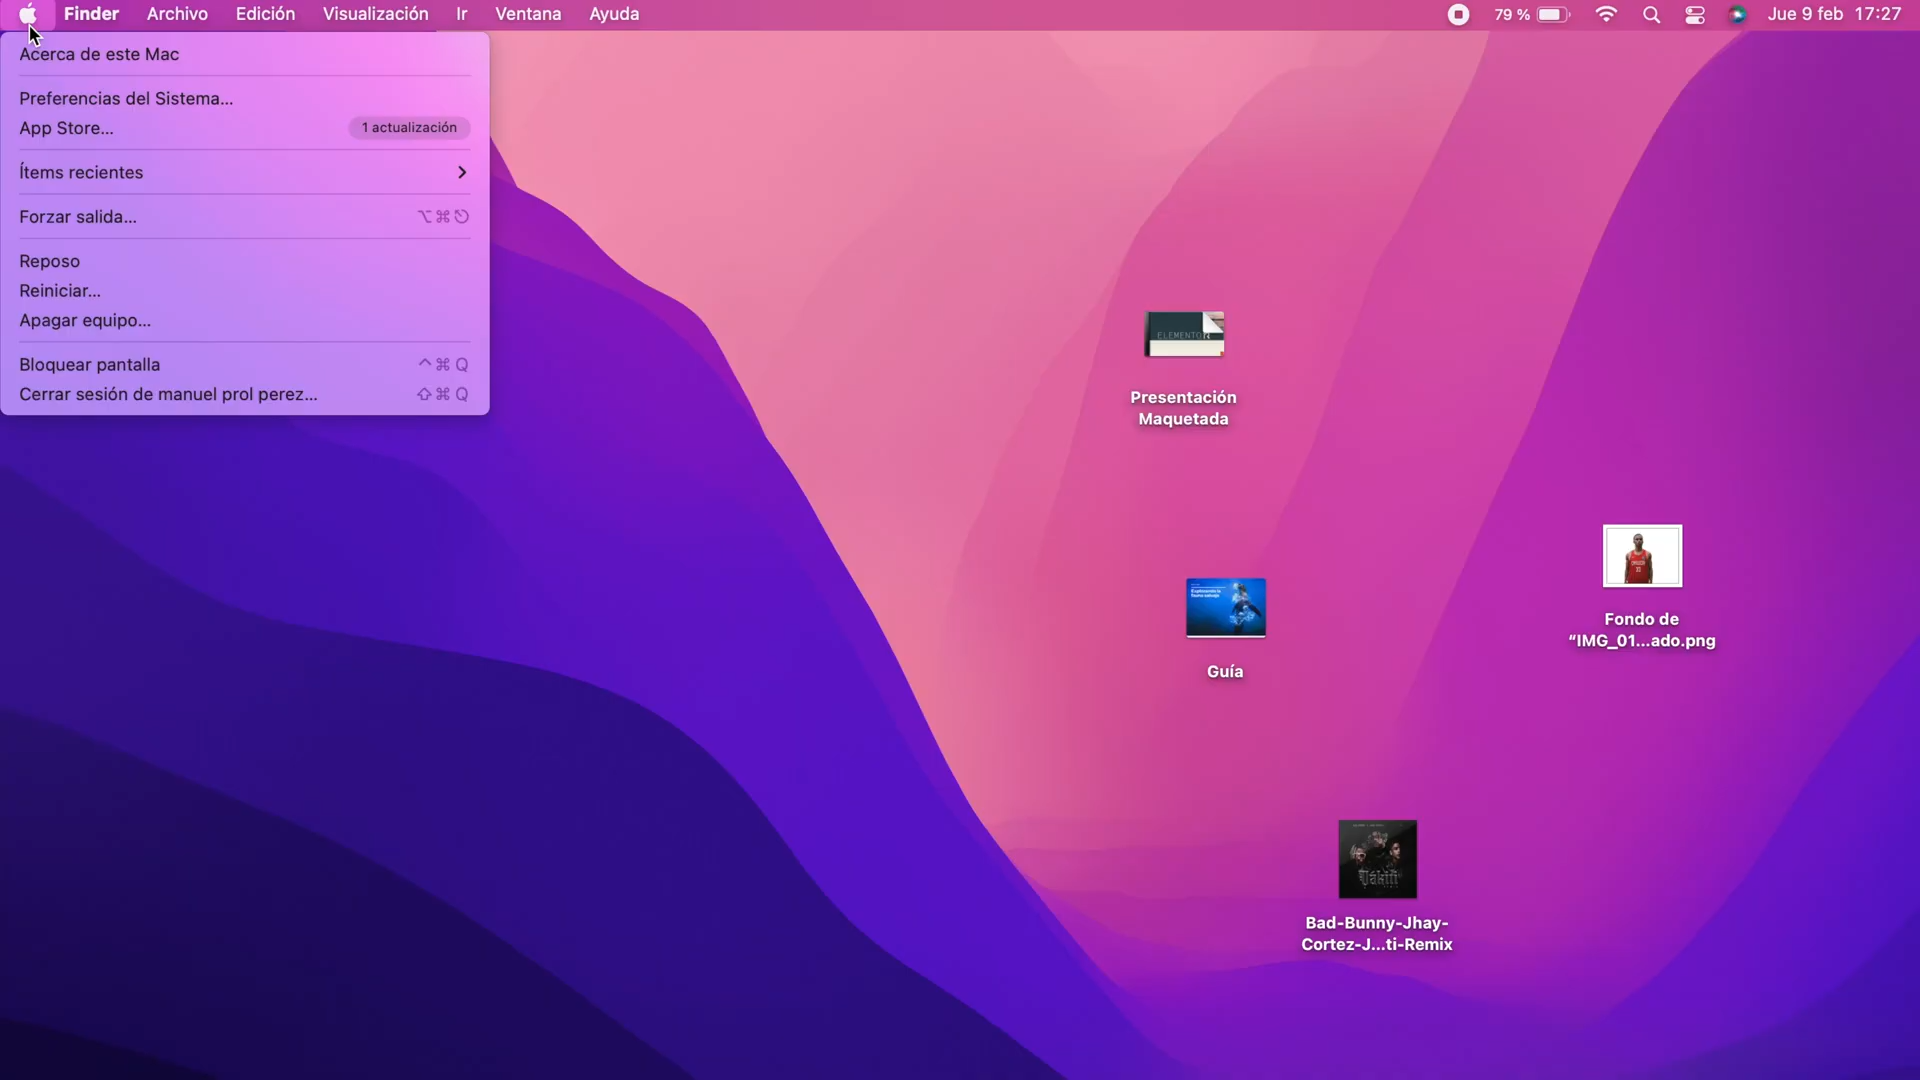 Finder Archivo Edición Visualización Ir Ventana Ayuda 79 % Jue 9 feb 17:27
Acerca de este Mac
Preferencias del Sistema...
App Store... 1 actualización
Ítems recientes
Forzar salida... ⌥⌘⎋
Reposo
Reiniciar...
Apagar equipo...
Bloquear pantalla ^⌘Q
Cerrar sesión de manuel prol perez... ⇧⌘Q
ELEMENTOR
Presentación
Maquetada
Guía
Fondo de
“IMG_01...ado.png
Bad-Bunny-Jhay-
Cortez-J...ti-Remix